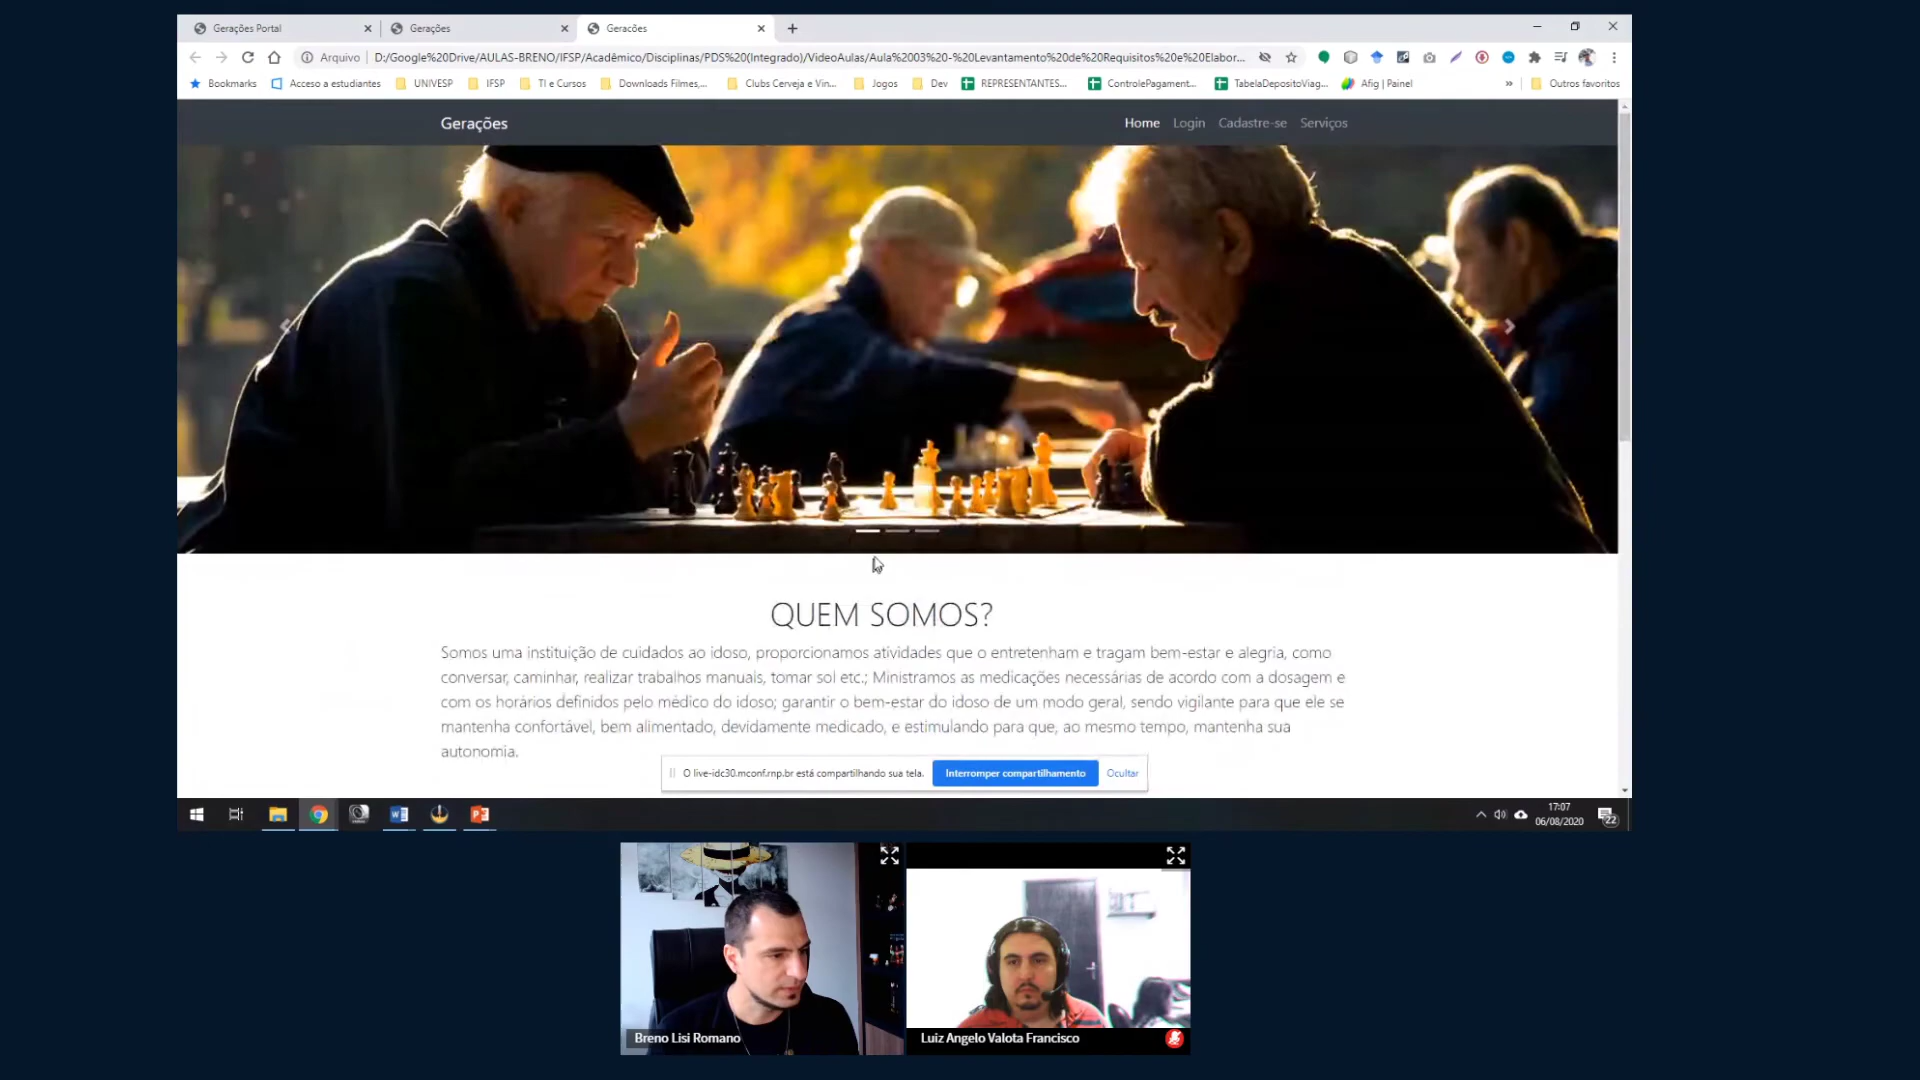 Gerações Portal
Gerações
Gerações
Arquivo
D:/Google%20Drive/AULAS-BRENO/IFSP/Acadêmico/Disciplinas/PDS%20(Integrado)/VideoAulas/Aula%2003%20-%20Levantamento%20de%20Requisitos%20e%20Elabor...
Bookmarks
Acceso a estudiantes
UNIVESP
IFSP
TI e Cursos
Downloads Filmes,...
Clubs Cerveja e Vin...
Jogos
Dev
REPRESENTANTES...
ControlePagament...
TabelaDepositoViag...
Afig | Painel
»
Outros favoritos
Gerações
Home
Login
Cadastre-se
Serviços
QUEM SOMOS?
Somos uma instituição de cuidados ao idoso, proporcionamos atividades que o entretenham e tragam bem-estar e alegria, como
conversar, caminhar, realizar trabalhos manuais, tomar sol etc.; Ministramos as medicações necessárias de acordo com a dosagem e
com os horários definidos pelo médico do idoso; garantir o bem-estar do idoso de um modo geral, sendo vigilante para que ele se
mantenha confortável, bem alimentado, devidamente medicado, e estimulando para que, ao mesmo tempo, mantenha sua
autonomia.
O live-idc30.mconf.rnp.br está compartilhando sua tela.
Interromper compartilhamento
Ocultar
17:07
06/08/2020
22
Breno Lisi Romano
Luiz Angelo Valota Francisco